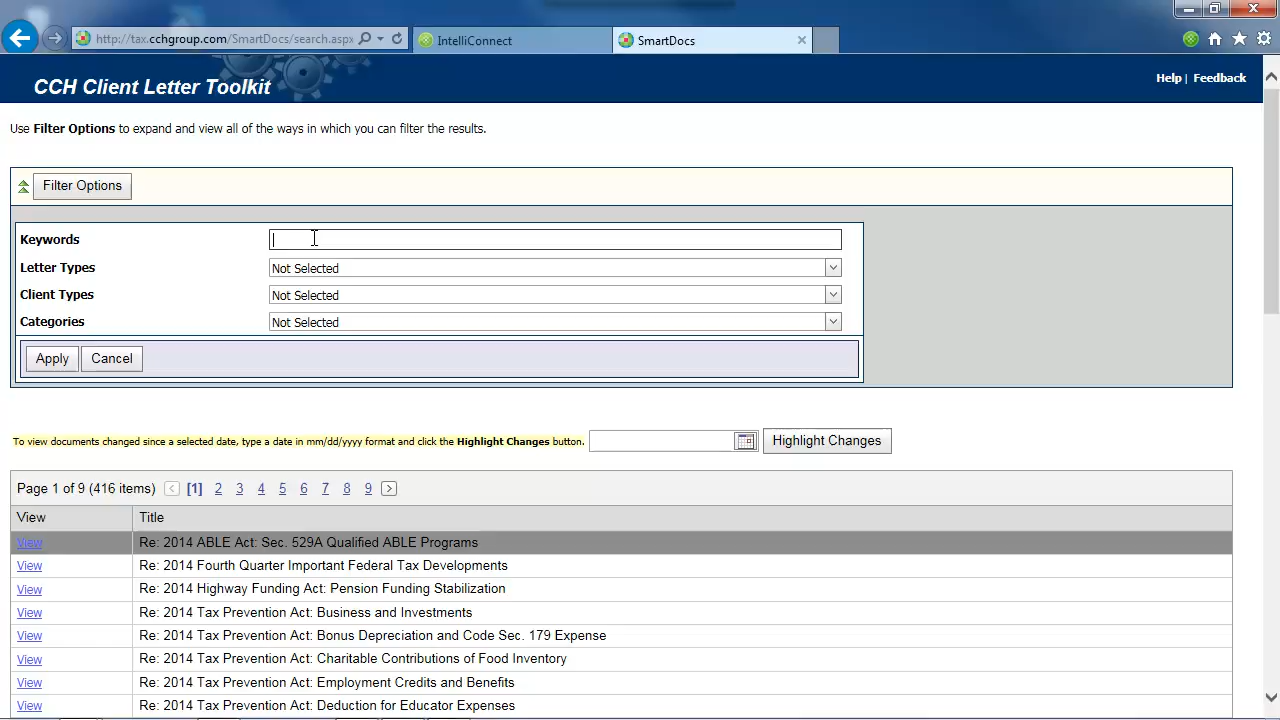 http://tax.cchgroup.com/SmartDocs/search.aspx
IntelliConnect
SmartDocs
CCH Client Letter Toolkit
Help | Feedback
Use Filter Options to expand and view all of the ways in which you can filter the results.
Filter Options
Keywords
Letter Types Not Selected
Client Types Not Selected
Categories Not Selected
Apply Cancel
To view documents changed since a selected date, type a date in mm/dd/yyyy format and click the Highlight Changes button. Highlight Changes
Page 1 of 9 (416 items) < [1] 2 3 4 5 6 7 8 9 >
View Title
View Re: 2014 ABLE Act: Sec. 529A Qualified ABLE Programs
View Re: 2014 Fourth Quarter Important Federal Tax Developments
View Re: 2014 Highway Funding Act: Pension Funding Stabilization
View Re: 2014 Tax Prevention Act: Business and Investments
View Re: 2014 Tax Prevention Act: Bonus Depreciation and Code Sec. 179 Expense
View Re: 2014 Tax Prevention Act: Charitable Contributions of Food Inventory
View Re: 2014 Tax Prevention Act: Employment Credits and Benefits
View Re: 2014 Tax Prevention Act: Deduction for Educator Expenses